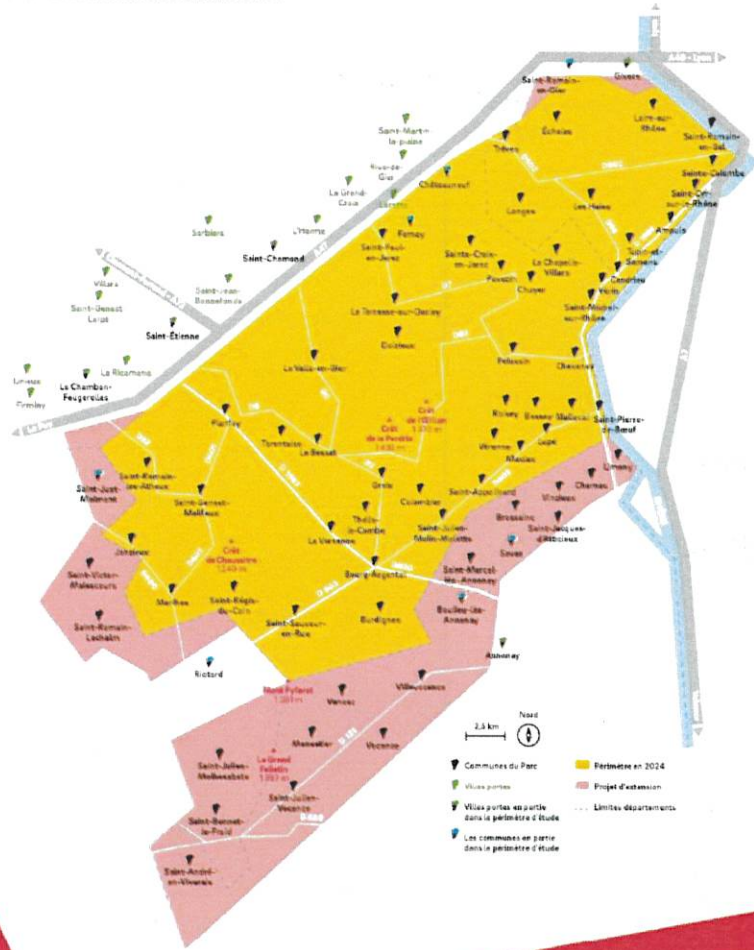 A46 - Lyon
Saint-Romain-
en-Gier
Givors
Loire-sur-
Rhône
Échalas
Saint-Romain-
en-Gal
Saint-Martin-
la-plaine
Trèves
Sainte-Colombe
Rive-de-
Gier
Châteauneuf
Saint-Cyr-
sur-le-Rhône
La Grand-
Croix
Lorette
Longes
Les Haies
Ampuis
Sorbiers
L'Horme
Farnay
Saint-Paul-
en-Jarez
Sainte-Croix-
en-Jarez
Tupin-et-
Semons
Saint-Chamond
A47
La Chapelle-
Villars
Condrieu
Pavezin
Chuyer
Vérin
Villars
Saint-Jean-
Bonnefonds
Saint-Michel-
sur-Rhône
Saint-Genest
Lerpt
La Terrasse-sur-Dorlay
Saint-Étienne
Doizieux
A7
Pélussin
Chavanay
La Valla-en-Gier
La Ricamarie
Unieux
Firminy
Le Chambon-
Feugerolles
Le Puy
Planfoy
Crêt
de l'Œillon
Crêt
de la Perdrix
Roisey
Bessey
Malleval
Saint-Pierre-
de-Bœuf
Tarentaise
Le Bessat
Véranne
Lupé
Maclas
Limony
Saint-Romain-
les-Atheux
Saint-Just-
Malmont
Saint-Genest-
Malifaux
Graix
Colombier
Saint-Appolinard
Charnas
Vinzieux
Brossainc
Thélis-
la-Combe
Saint-Jacques-
d'Atticieux
La Versanne
Saint-Julien-
Molin-Molette
Savas
Jonzieux
Crêt
de Chaussitre
1240 m
Bourg-Argental
Saint-Marcel-
lès-Annonay
Saint-Victor-
Malescours
Marlhes
Saint-Régis-
du-Coin
D 503
Boulieu-lès-
Annonay
Saint-Romain-
Lachalm
Saint-Sauveur-
en-Rue
Burdignes
Riotord
Annonay
Mont Pyfarat
Vanosc
Villevocance
Monestier
Vocance
D 121
Saint-Julien-
Molhesabate
Le Grand
Felletin
Saint-Julien-
Vocance
Saint-Bonnet-
le-Froid
Saint-André-
en-Vivarais
2,5 km
Nord
Communes du Parc
Villes portes
Villes portes en partie
dans le périmètre d'étude
Les communes en partie
dans le périmètre d'étude
Périmètre en 2024
Projet d'extension
Limites départements